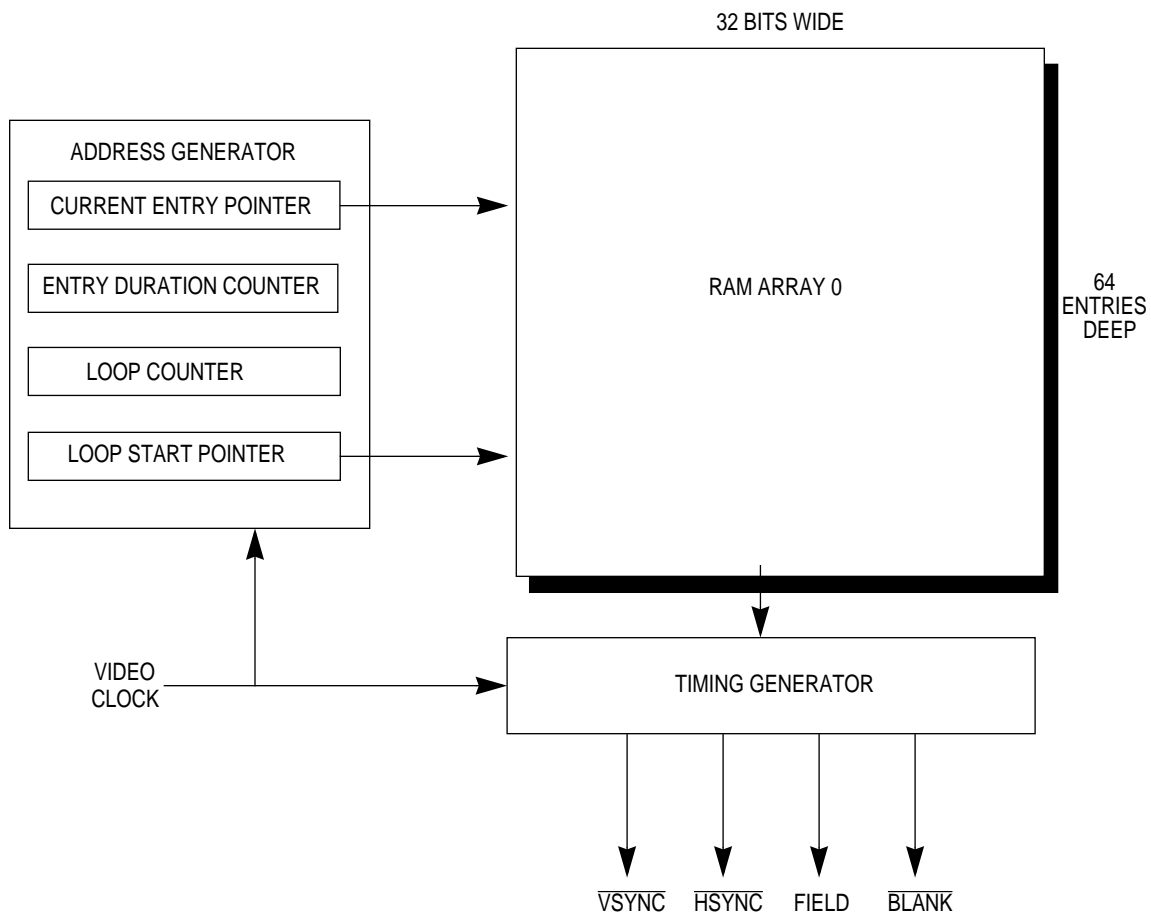 32 BITS WIDE
ADDRESS GENERATOR
CURRENT ENTRY POINTER
ENTRY DURATION COUNTER
LOOP COUNTER
LOOP START POINTER
RAM ARRAY 0
64
ENTRIES
DEEP
VIDEO
CLOCK
TIMING GENERATOR
VSYNC HSYNC FIELD BLANK